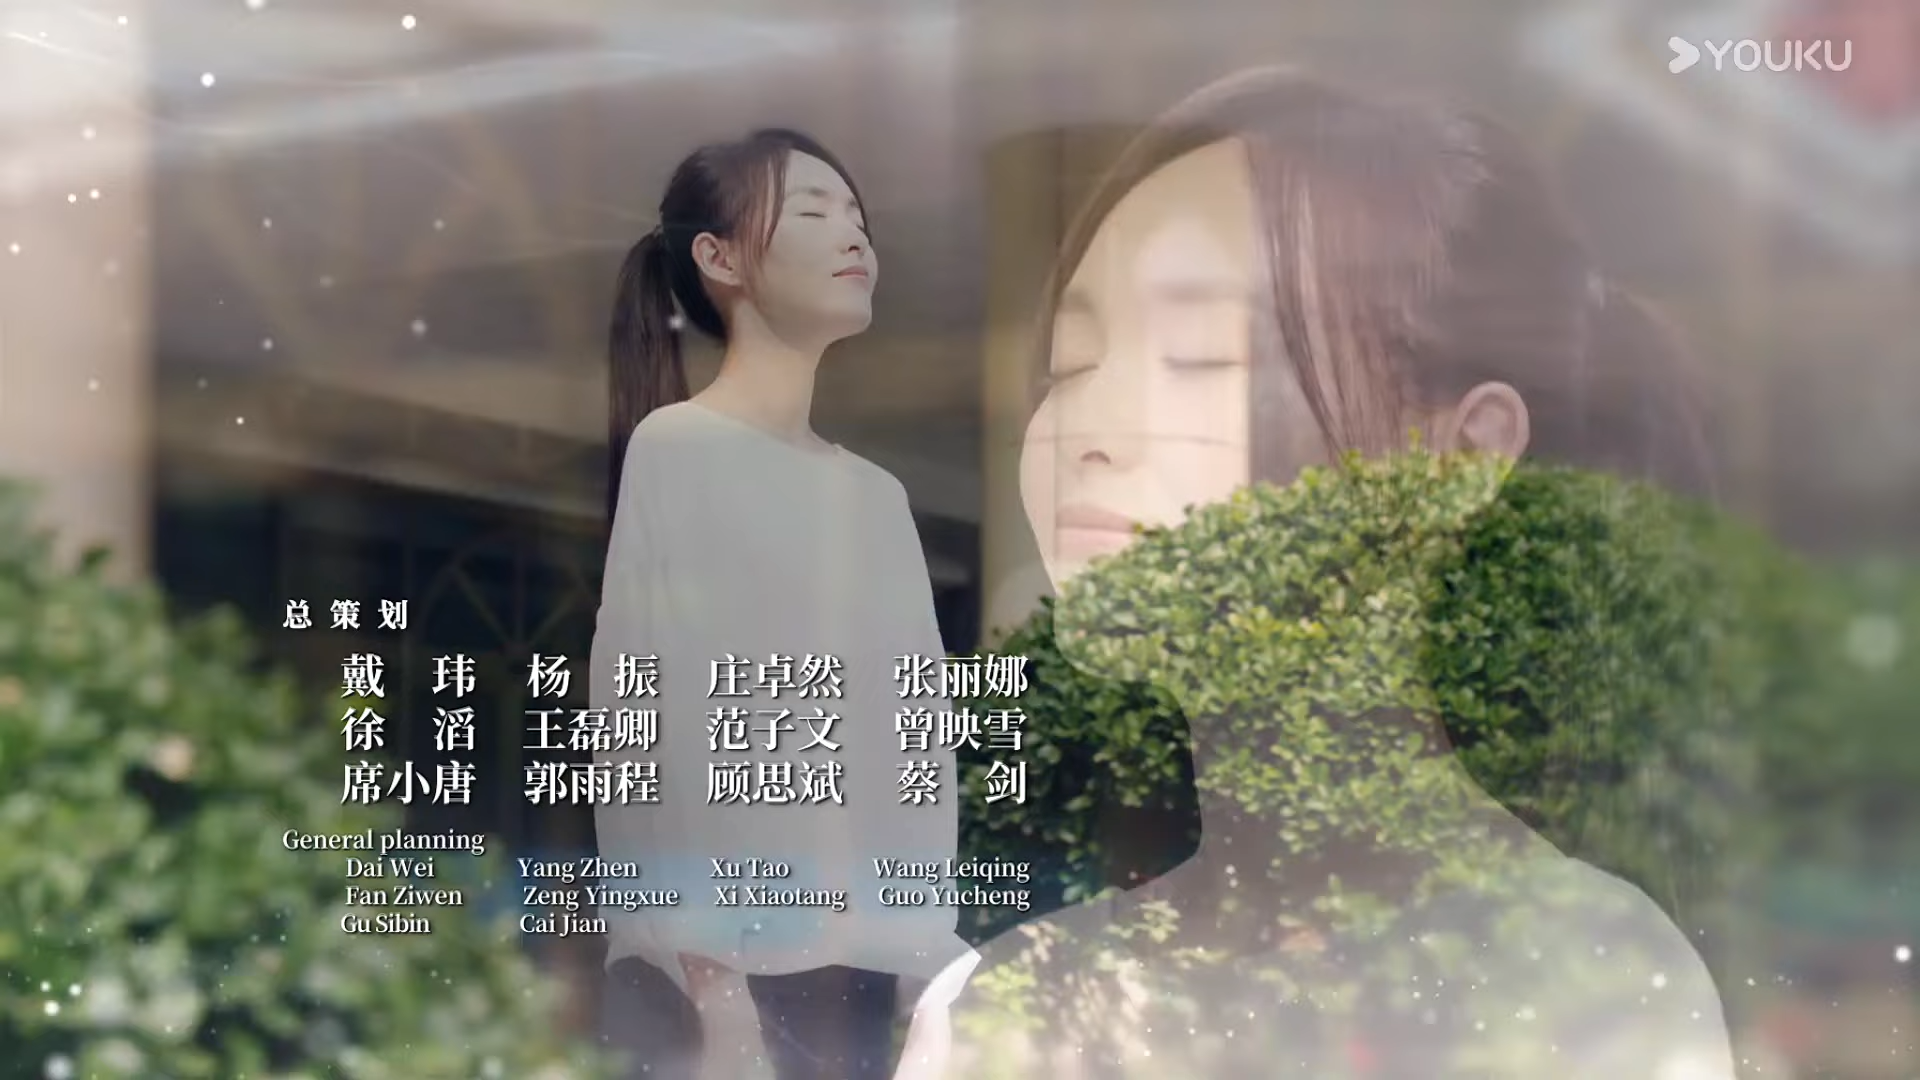 YOUKU
总策划
戴 玮 杨 振 庄卓然 张丽娜
徐 滔 王磊卿 范子文 曾映雪
席小唐 郭雨程 顾思斌 蔡 剑
General planning
Dai Wei Yang Zhen Xu Tao Wang Leiqing
Fan Ziwen Zeng Yingxue Xi Xiaotang Guo Yucheng
Gu Sibin Cai Jian